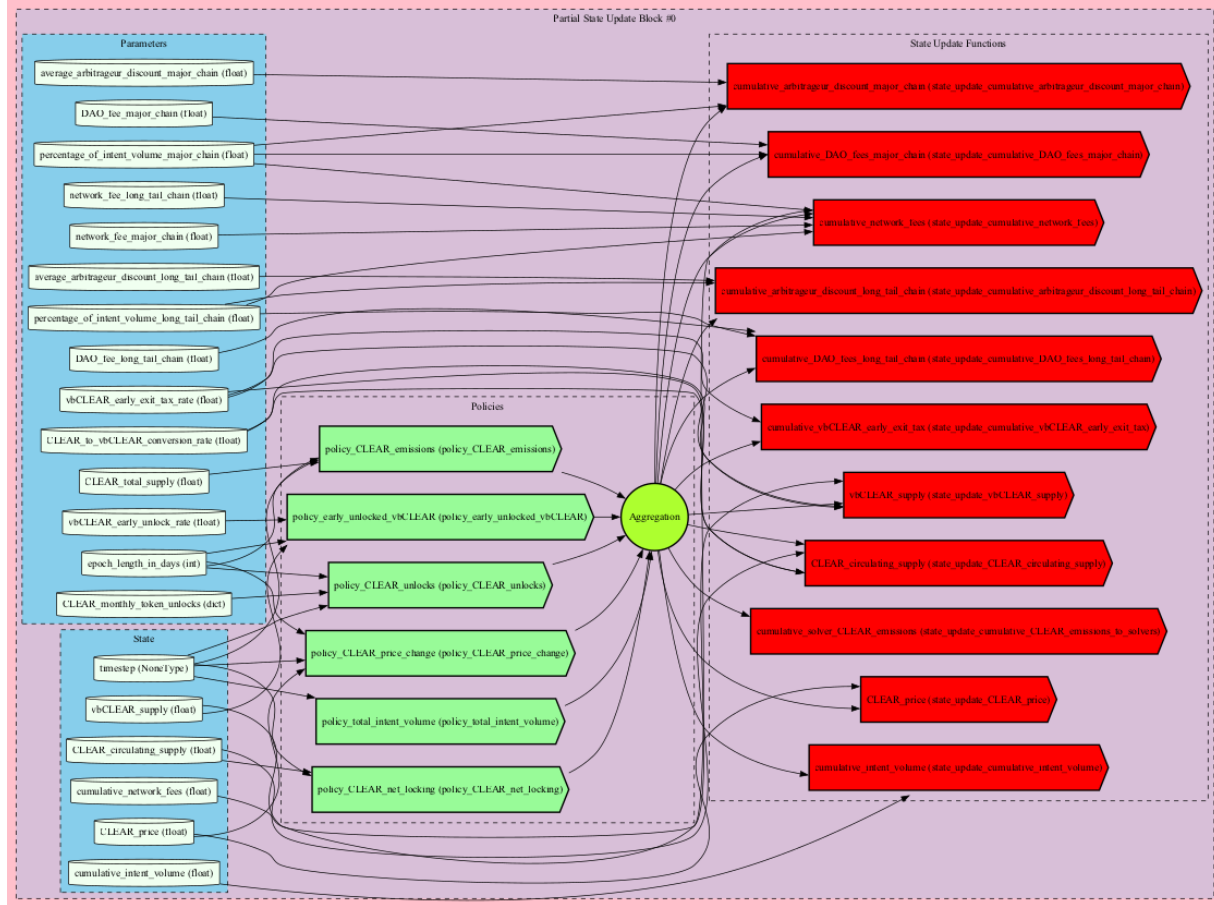 Partial State Update Block #0
Parameters
average_arbitrageur_discount_major_chain (float)
DAO_fee_major_chain (float)
percentage_of_intent_volume_major_chain (float)
network_fee_long_tail_chain (float)
network_fee_major_chain (float)
average_arbitrageur_discount_long_tail_chain (float)
percentage_of_intent_volume_long_tail_chain (float)
DAO_fee_long_tail_chain (float)
vbCLEAR_early_exit_tax_rate (float)
CLEAR_to_vbCLEAR_conversion_rate (float)
CLEAR_total_supply (float)
vbCLEAR_early_unlock_rate (float)
epoch_length_in_days (int)
CLEAR_monthly_token_unlocks (dict)
State
timestep (NoneType)
vbCLEAR_supply (float)
CLEAR_circulating_supply (float)
cumulative_network_fees (float)
CLEAR_price (float)
cumulative_intent_volume (float)
Policies
policy_CLEAR_emissions (policy_CLEAR_emissions)
policy_early_unlocked_vbCLEAR (policy_early_unlocked_vbCLEAR)
policy_CLEAR_unlocks (policy_CLEAR_unlocks)
policy_CLEAR_price_change (policy_CLEAR_price_change)
policy_total_intent_volume (policy_total_intent_volume)
policy_CLEAR_net_locking (policy_CLEAR_net_locking)
Aggregation
State Update Functions
cumulative_arbitrageur_discount_major_chain (state_update_cumulative_arbitrageur_discount_major_chain)
cumulative_DAO_fees_major_chain (state_update_cumulative_DAO_fees_major_chain)
cumulative_network_fees (state_update_cumulative_network_fees)
cumulative_arbitrageur_discount_long_tail_chain (state_update_cumulative_arbitrageur_discount_long_tail_chain)
cumulative_DAO_fees_long_tail_chain (state_update_cumulative_DAO_fees_long_tail_chain)
cumulative_vbCLEAR_early_exit_tax (state_update_cumulative_vbCLEAR_early_exit_tax)
vbCLEAR_supply (state_update_vbCLEAR_supply)
CLEAR_circulating_supply (state_update_CLEAR_circulating_supply)
cumulative_solver_CLEAR_emissions (state_update_cumulative_CLEAR_emissions_to_solvers)
CLEAR_price (state_update_CLEAR_price)
cumulative_intent_volume (state_update_cumulative_intent_volume)